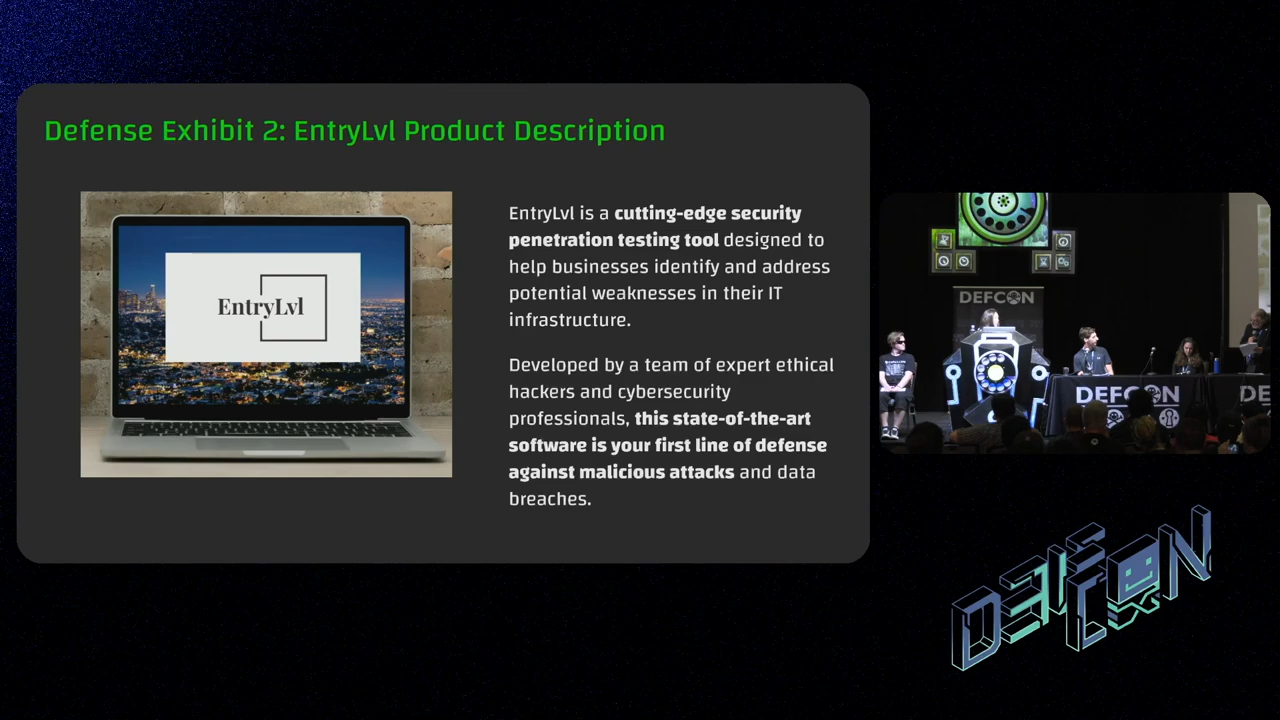 Defense Exhibit 2: EntryLvl Product Description
EntryLvl
EntryLvl is a cutting-edge security
penetration testing tool designed to
help businesses identify and address
potential weaknesses in their IT
infrastructure.
Developed by a team of expert ethical
hackers and cybersecurity
professionals, this state-of-the-art
software is your first line of defense
against malicious attacks and data
breaches.
DEFCON
DEFCON
DE
DEFCON